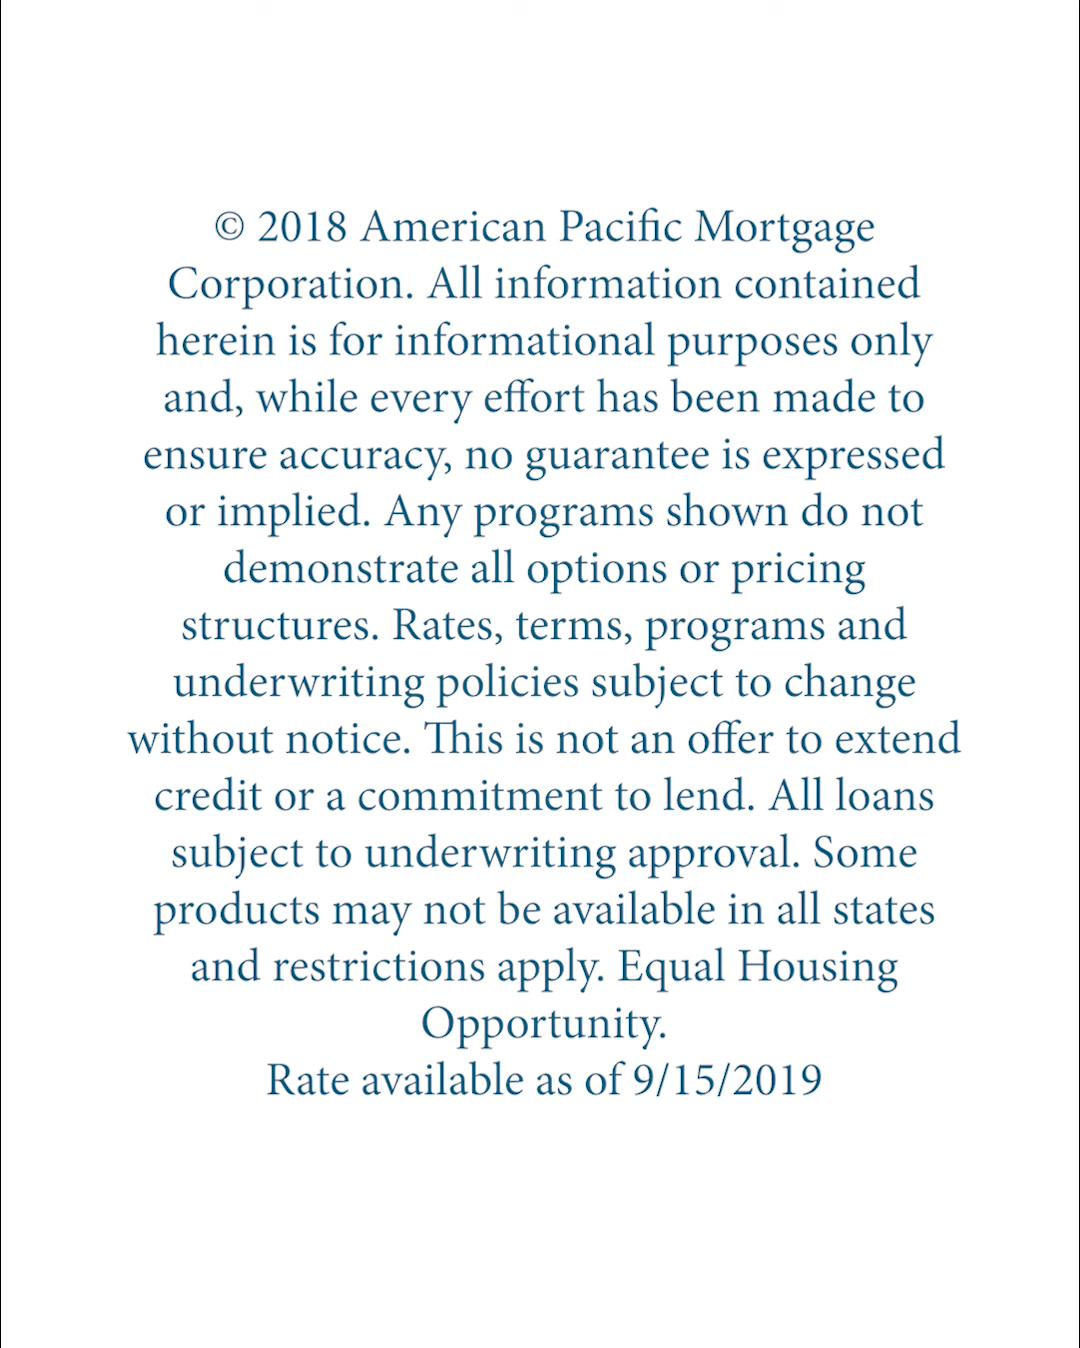 © 2018 American Pacific Mortgage
Corporation. All information contained
herein is for informational purposes only
and, while every effort has been made to
ensure accuracy, no guarantee is expressed
or implied. Any programs shown do not
demonstrate all options or pricing
structures. Rates, terms, programs and
underwriting policies subject to change
without notice. This is not an offer to extend
credit or a commitment to lend. All loans
subject to underwriting approval. Some
products may not be available in all states
and restrictions apply. Equal Housing
Opportunity.
Rate available as of 9/15/2019